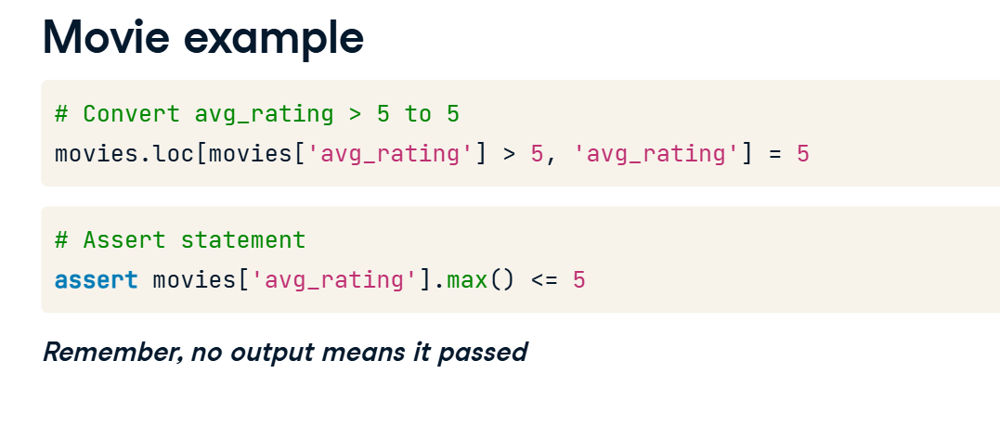 Movie example
# Convert avg_rating > 5 to 5
movies.loc[movies['avg_rating'] > 5, 'avg_rating'] = 5
# Assert statement
assert movies['avg_rating'].max() <= 5
Remember, no output means it passed